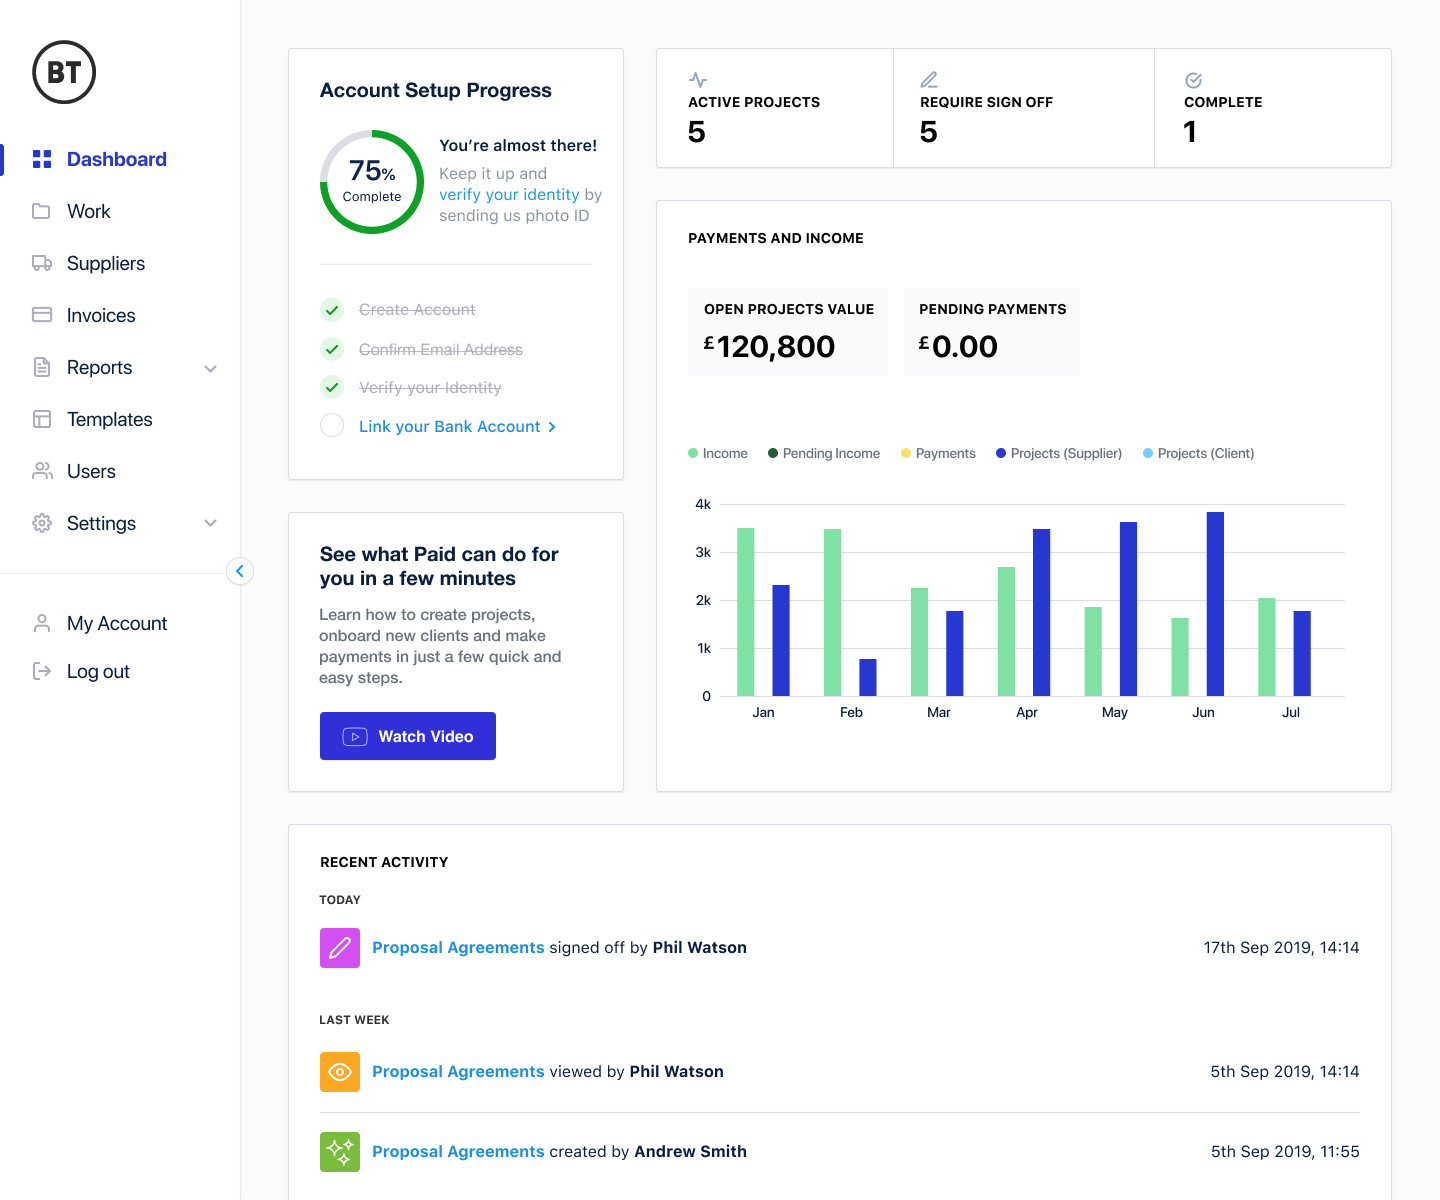 BT
Dashboard
Work
Suppliers
Invoices
Reports
Templates
Users
Settings
My Account
Log out
Account Setup Progress
75%
Complete
You’re almost there!
Keep it up and
verify your identity by
sending us photo ID
Create Account
Confirm Email Address
Verify your Identity
Link your Bank Account
See what Paid can do for
you in a few minutes
Learn how to create projects,
onboard new clients and make
payments in just a few quick and
easy steps.
Watch Video
ACTIVE PROJECTS
5
REQUIRE SIGN OFF
5
COMPLETE
1
PAYMENTS AND INCOME
OPEN PROJECTS VALUE
£120,800
PENDING PAYMENTS
£0.00
Income Pending Income Payments Projects (Supplier) Projects (Client)
4k
3k
2k
1k
0
Jan Feb Mar Apr May Jun Jul
RECENT ACTIVITY
TODAY
Proposal Agreements signed off by Phil Watson 17th Sep 2019, 14:14
LAST WEEK
Proposal Agreements viewed by Phil Watson 5th Sep 2019, 14:14
Proposal Agreements created by Andrew Smith 5th Sep 2019, 11:55